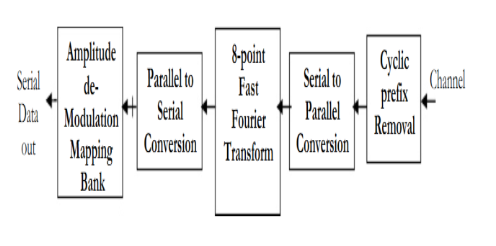 Serial
Data
out
Amplitude
de-
Modulation
Mapping
Bank
Parallel to
Serial
Conversion
8-point
Fast
Fourier
Transform
Serial to
Parallel
Conversion
Cyclic
prefix
Removal
Channel